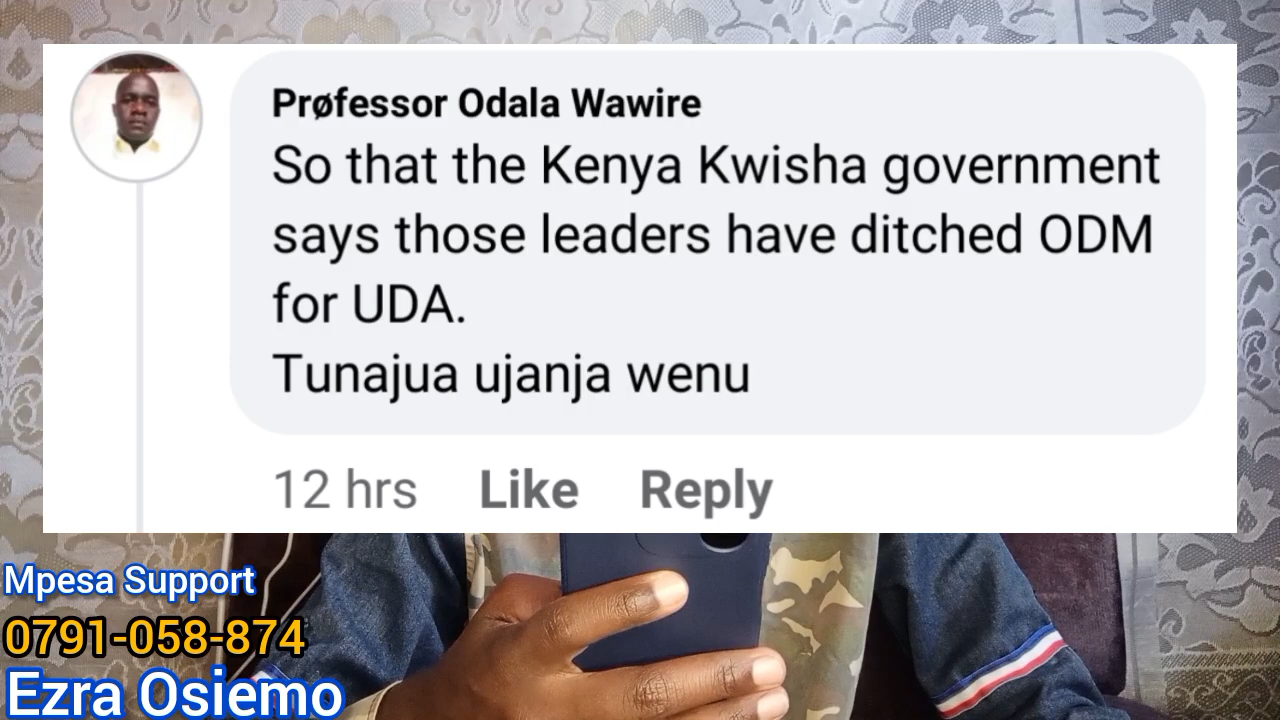 Prøfessor Odala Wawire
So that the Kenya Kwisha government
says those leaders have ditched ODM
for UDA.
Tunajua ujanja wenu
12 hrs Like Reply
Mpesa Support
0791-058-874
Ezra Osiemo